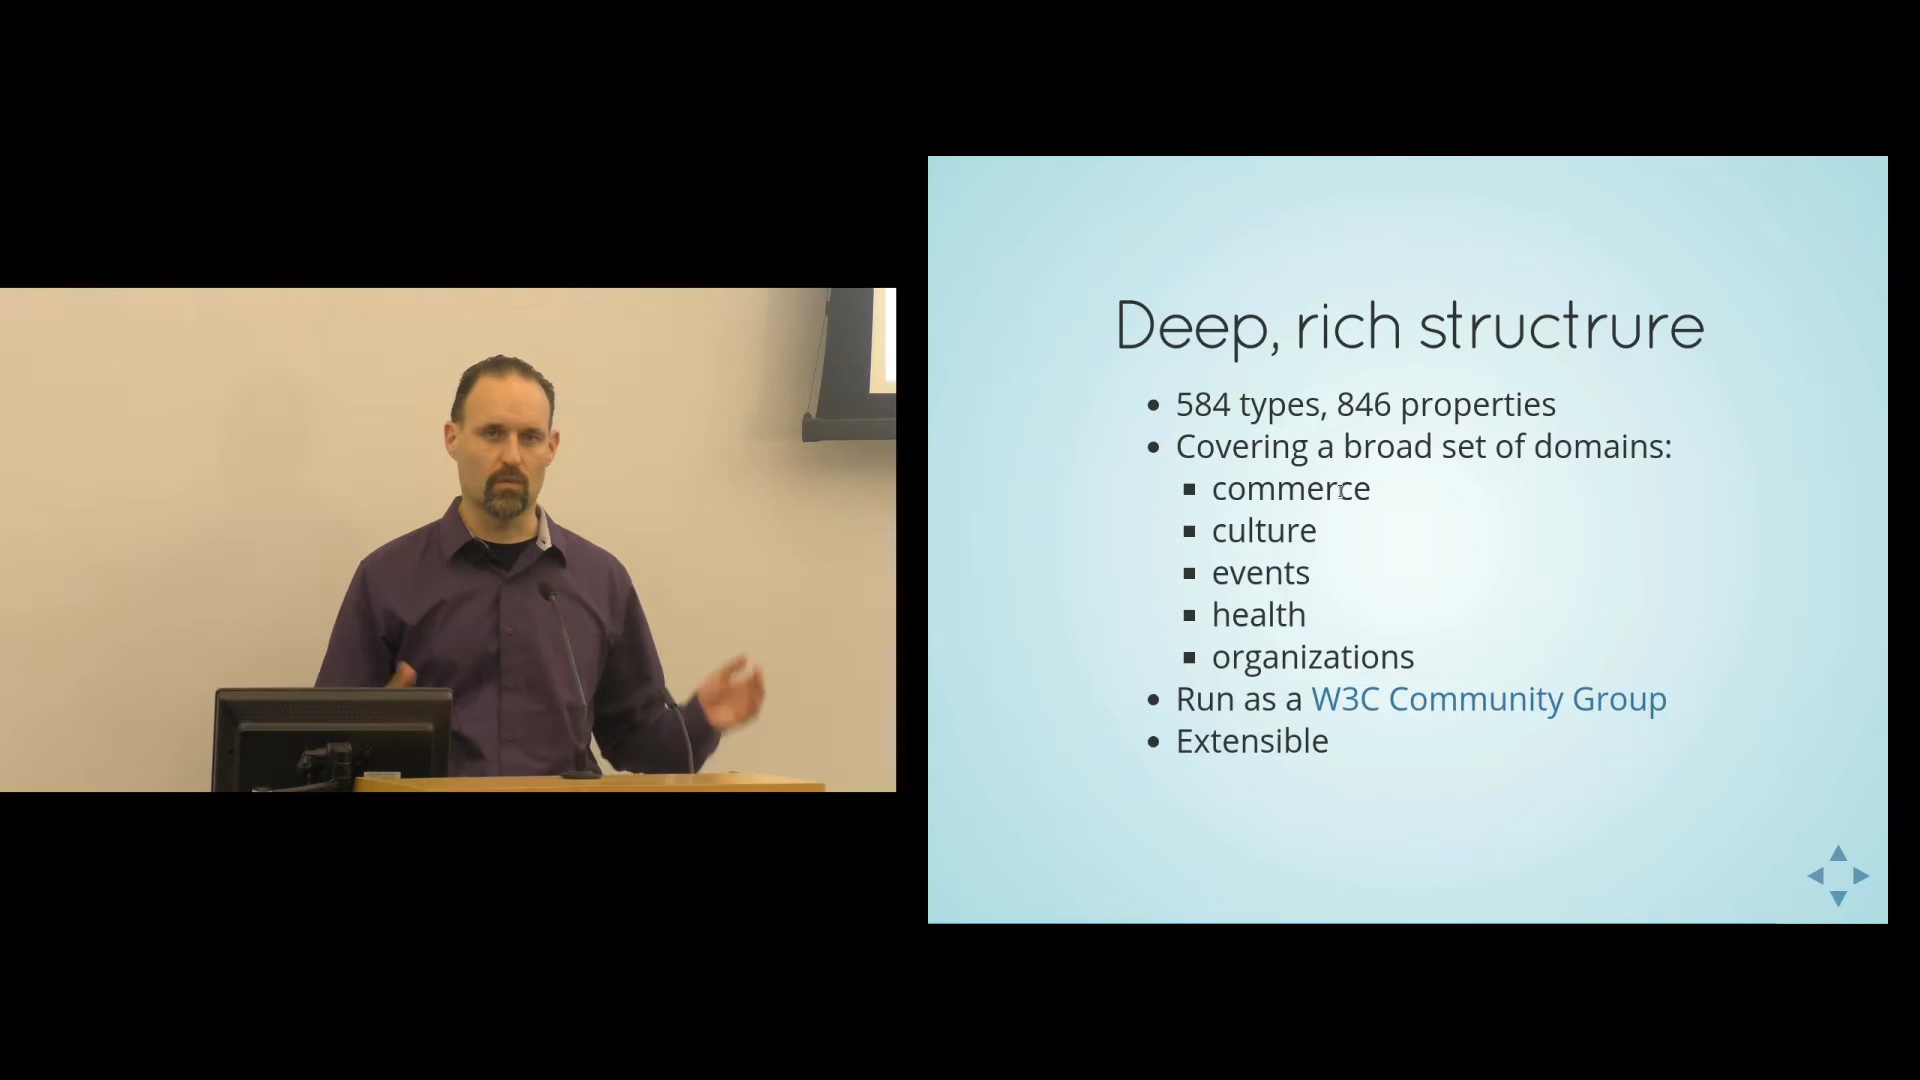 Deep, rich structrure
584 types, 846 properties
Covering a broad set of domains:
commerce
culture
events
health
organizations
Run as a W3C Community Group
Extensible